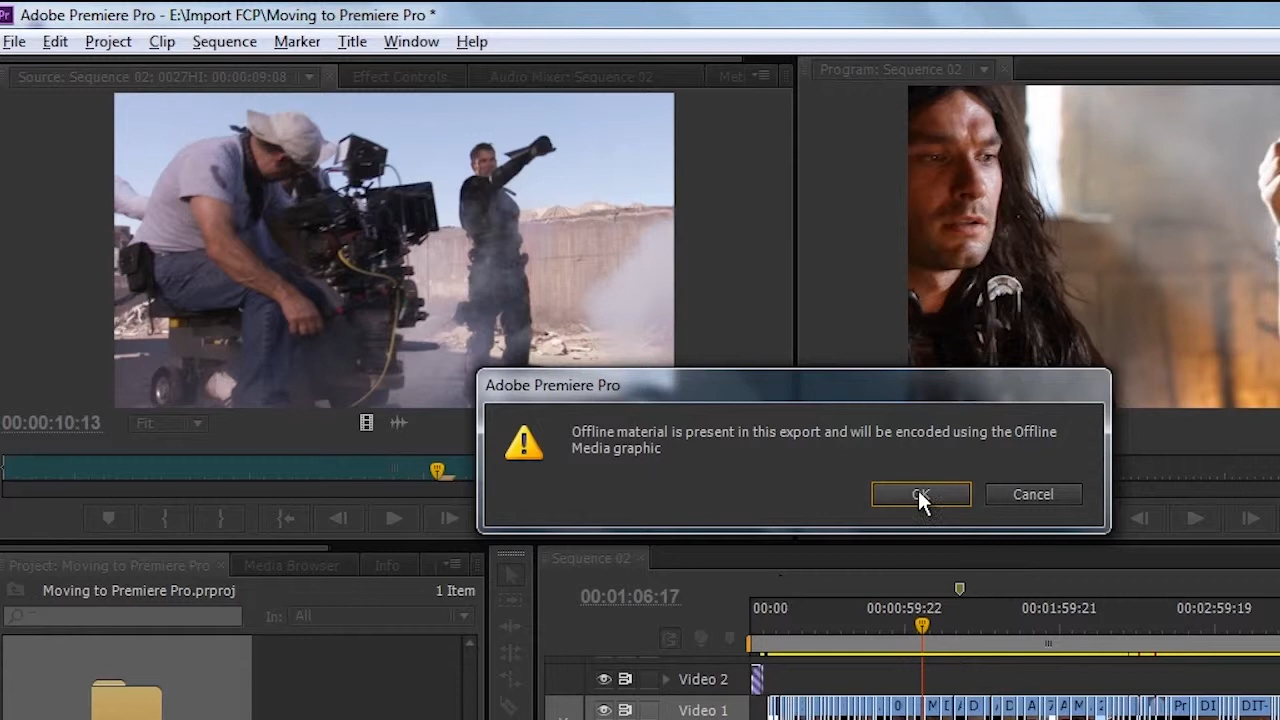 Pr Adobe Premiere Pro - E:\Import FCP\Moving to Premiere Pro *
File Edit Project Clip Sequence Marker Title Window Help
Source: Sequence 02: 0027HI: 00:00:09:08 Effect Controls Audio Mixer: Sequence 02
Program: Sequence 02
00:00:10:13 Fit
Adobe Premiere Pro
Offline material is present in this export and will be encoded using the Offline
Media graphic
OK Cancel
Project: Moving to Premiere Pro Media Browser Info
Moving to Premiere Pro.prproj 1 Item
In: All
Sequence 02
00:01:06:17
00:00 00:00:59:22 00:01:59:21 00:02:59:19
Video 2
Video 1
Pr DI DIT-